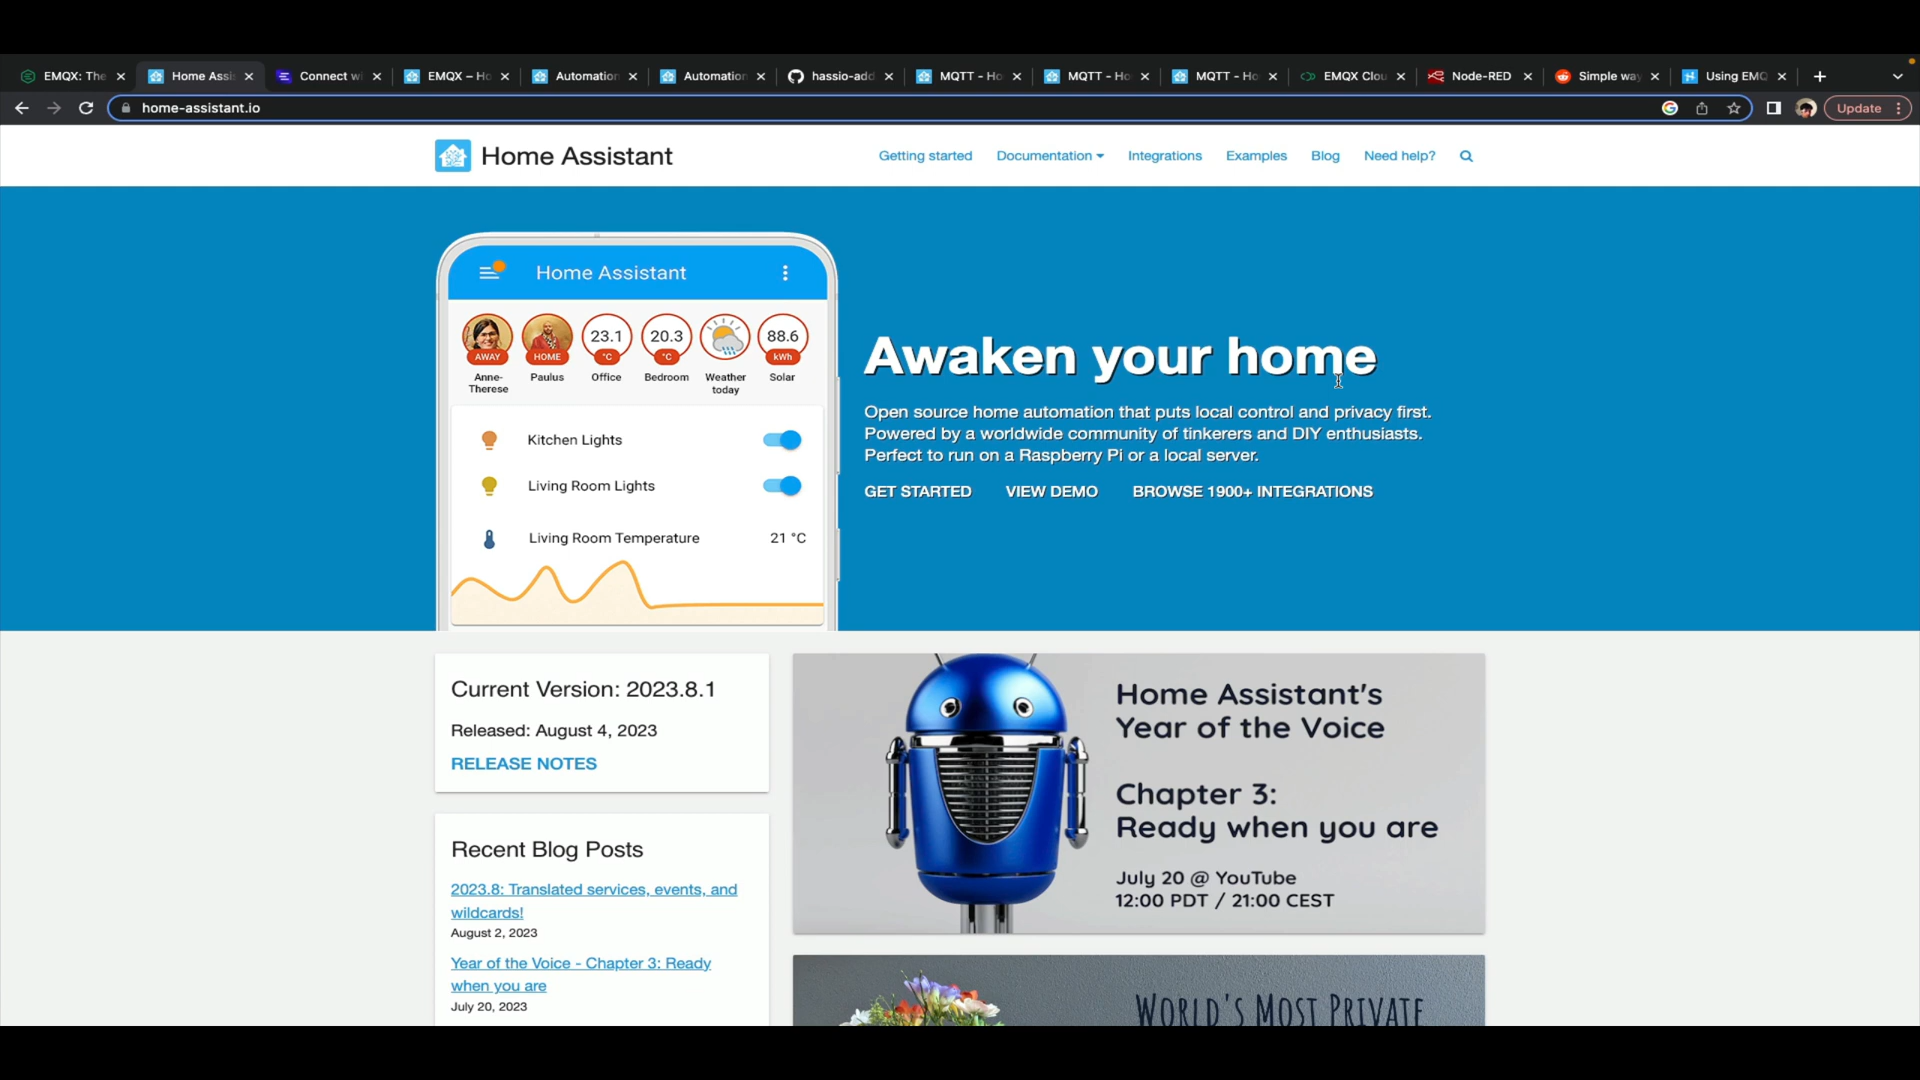 EMQX: The
Home Assis
Connect wi
EMQX – Ho
Automation
Automation
hassio-add
MQTT - Ho
MQTT - Ho
MQTT - Ho
EMQX Clou
Node-RED
Simple way
Using EMQ
home-assistant.io
Update
Home Assistant
Getting started
Documentation
Integrations
Examples
Blog
Need help?
Home Assistant
23.1
20.3
88.6
AWAY
HOME
°C
°C
kWh
Anne-
Therese
Paulus
Office
Bedroom
Weather
today
Solar
Kitchen Lights
Living Room Lights
Living Room Temperature
21 °C
Awaken your home
Open source home automation that puts local control and privacy first.
Powered by a worldwide community of tinkerers and DIY enthusiasts.
Perfect to run on a Raspberry Pi or a local server.
GET STARTED
VIEW DEMO
BROWSE 1900+ INTEGRATIONS
Current Version: 2023.8.1
Released: August 4, 2023
RELEASE NOTES
Recent Blog Posts
2023.8: Translated services, events, and
wildcards!
August 2, 2023
Year of the Voice - Chapter 3: Ready
when you are
July 20, 2023
Home Assistant's
Year of the Voice
Chapter 3:
Ready when you are
July 20 @ YouTube
12:00 PDT / 21:00 CEST
WORLD'S MOST PRIVATE